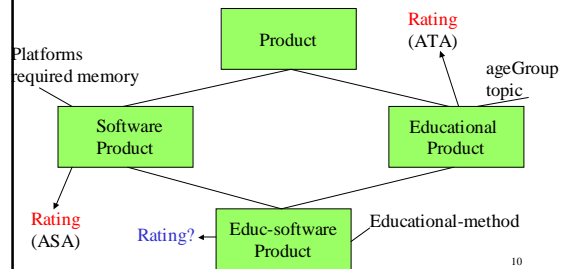 Rating
(ATA)
Product
Platforms
required memory
ageGroup
topic
Software
Product
Educational
Product
Rating
(ASA)
Rating?
Educ-software
Product
Educational-method
10